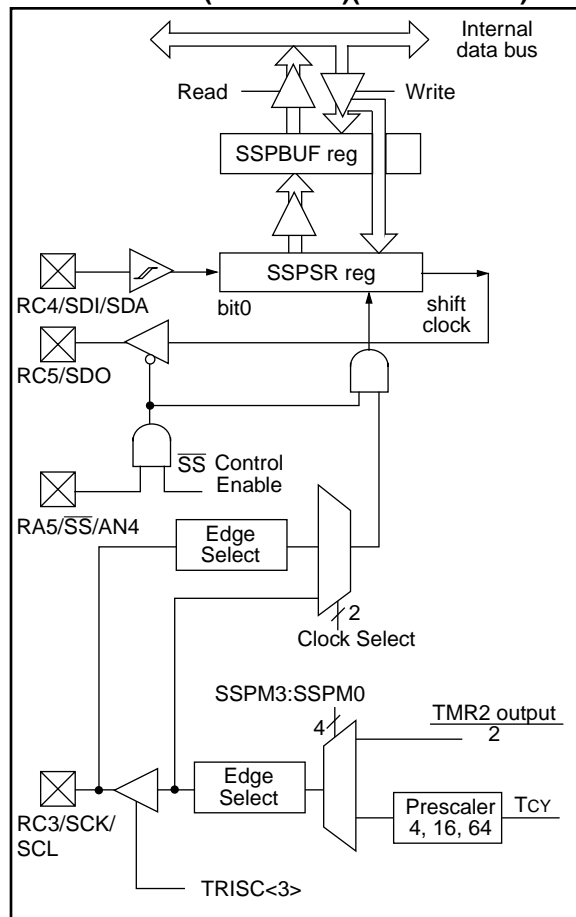 Internal
data bus
Read
Write
SSPBUF reg
SSPSR reg
RC4/SDI/SDA
bit0
shift
clock
RC5/SDO
SS Control
Enable
RA5/SS/AN4
Edge
Select
2
Clock Select
SSPM3:SSPM0
4
TMR2 output
2
Edge
Select
Prescaler
4, 16, 64
TCY
RC3/SCK/
SCL
TRISC<3>